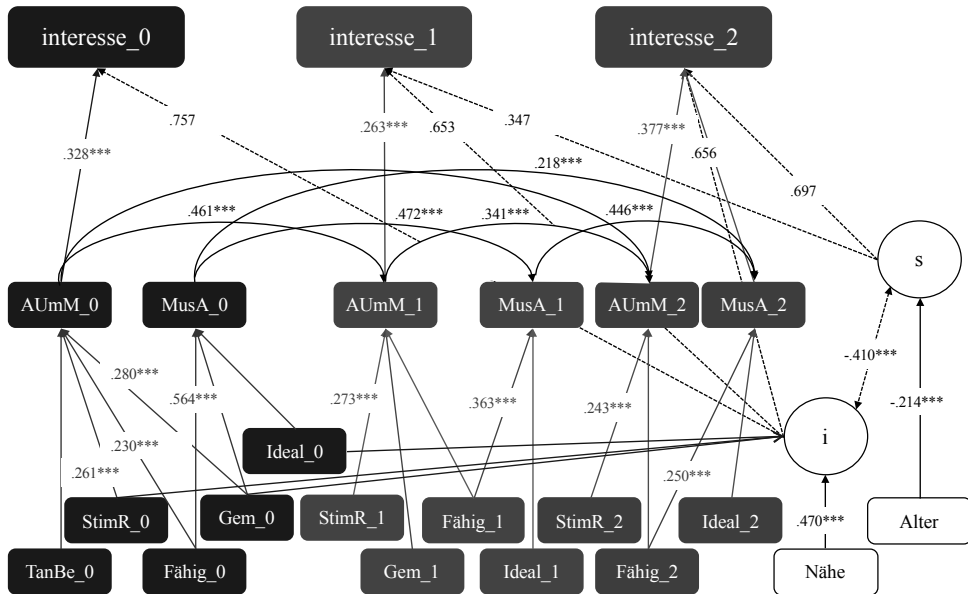 interesse_0 interesse_1 interesse_2
.757 .263*** .653 .347 .377*** .656
.328*** .218*** .697
.461*** .472*** .341*** .446***
s
AUmM_0 MusA_0 AUmM_1 MusA_1 AUmM_2 MusA_2
-.410***
.280*** .564*** .273*** .363*** .243*** -.214***
.230*** i
Ideal_0
.261*** .250***
StimR_0 Gem_0 StimR_1 Fähig_1 StimR_2 Ideal_2 .470*** Alter
TanBe_0 Fähig_0 Gem_1 Ideal_1 Fähig_2 Nähe